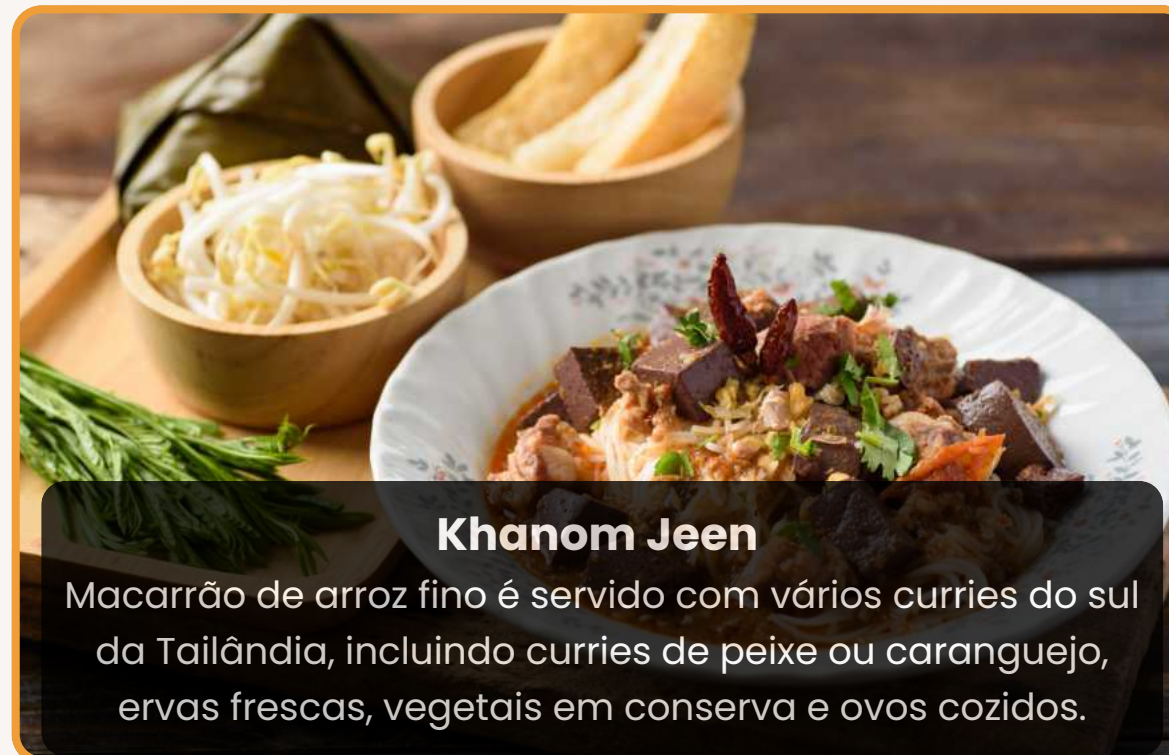 Khanom Jeen
Macarrão de arroz fino é servido com vários curries do sul
da Tailândia, incluindo curries de peixe ou caranguejo,
ervas frescas, vegetais em conserva e ovos cozidos.